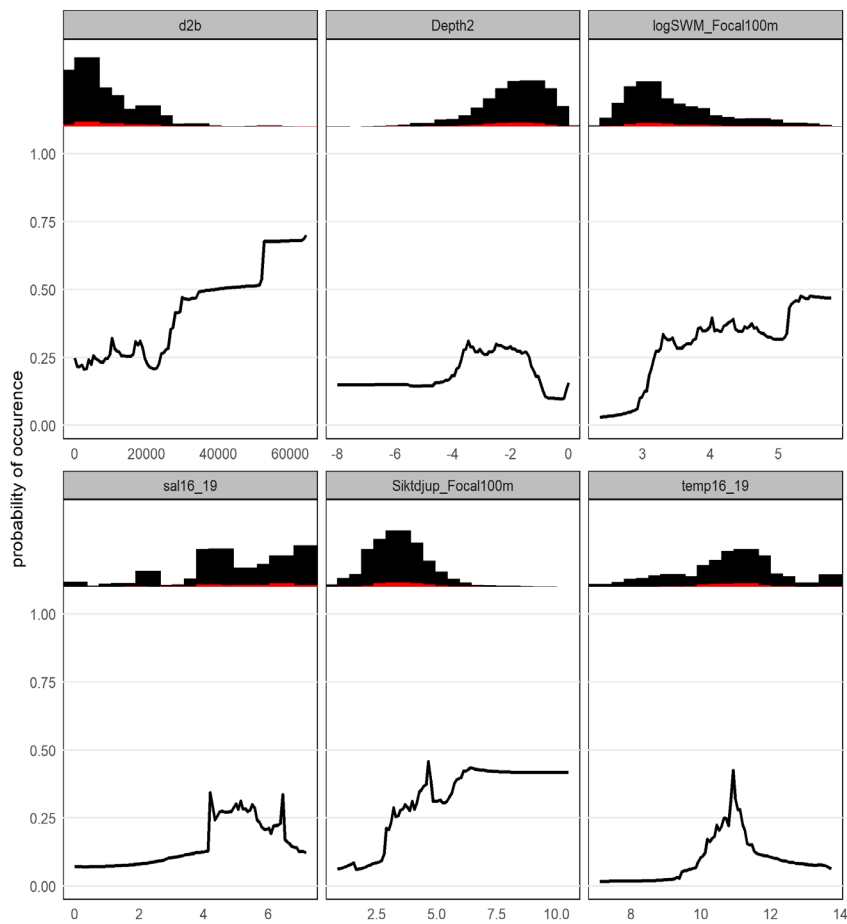 d2b Depth2 logSWM_Focal100m
1.00
0.75
0.50
0.25
0.00
0 20000 40000 60000 -8 -6 -4 -2 0 3 4 5
probability of occurence
sal16_19 Siktdjup_Focal100m temp16_19
1.00
0.75
0.50
0.25
0.00
0 2 4 6 2.5 5.0 7.5 10.0 8 10 12 14